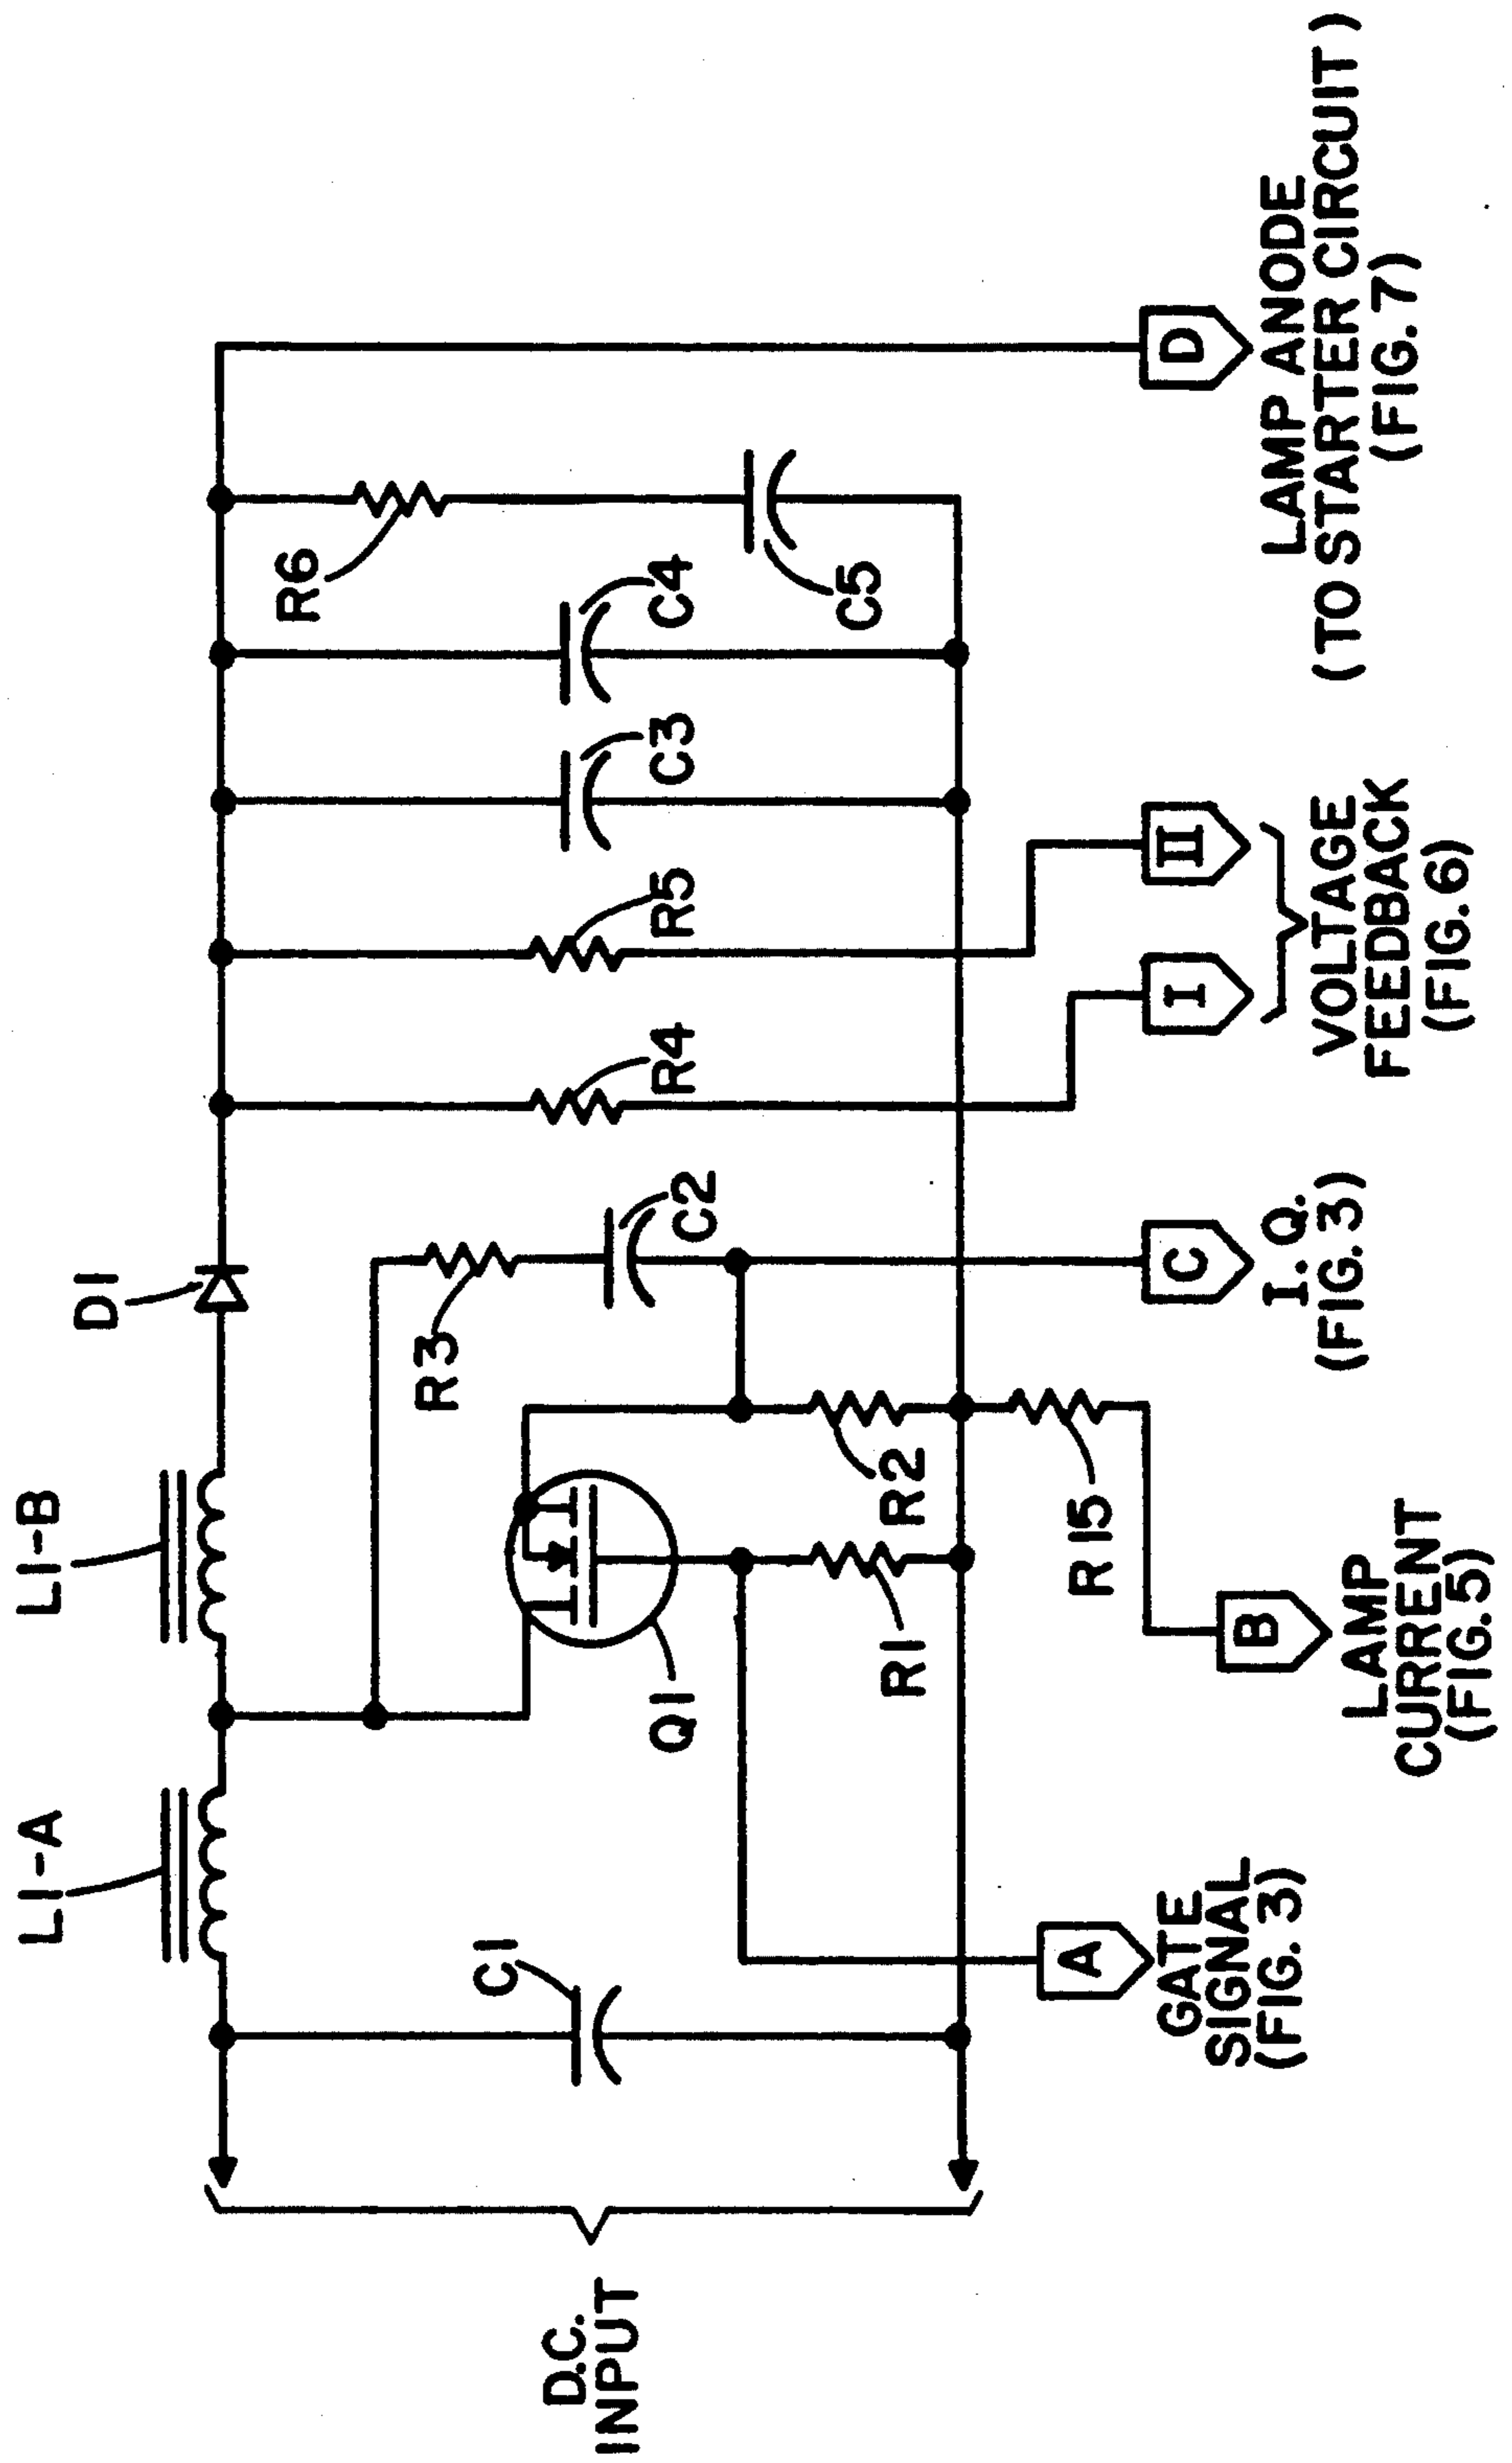 L1-A
L1-B
D1
D.C.
INPUT
C1
Q1
R3
C2
R4
R5
C3
C4
R6
C5
R1
R2
R15
A
GATE
SIGNAL
(FIG. 3)
B
LAMP
CURRENT
(FIG.5)
C
I. Q.
(FIG.3)
I
II
VOLTAGE
FEEDBACK
(FIG.6)
D
LAMP ANODE
(TO STARTER CIRCUIT)
(FIG.7)